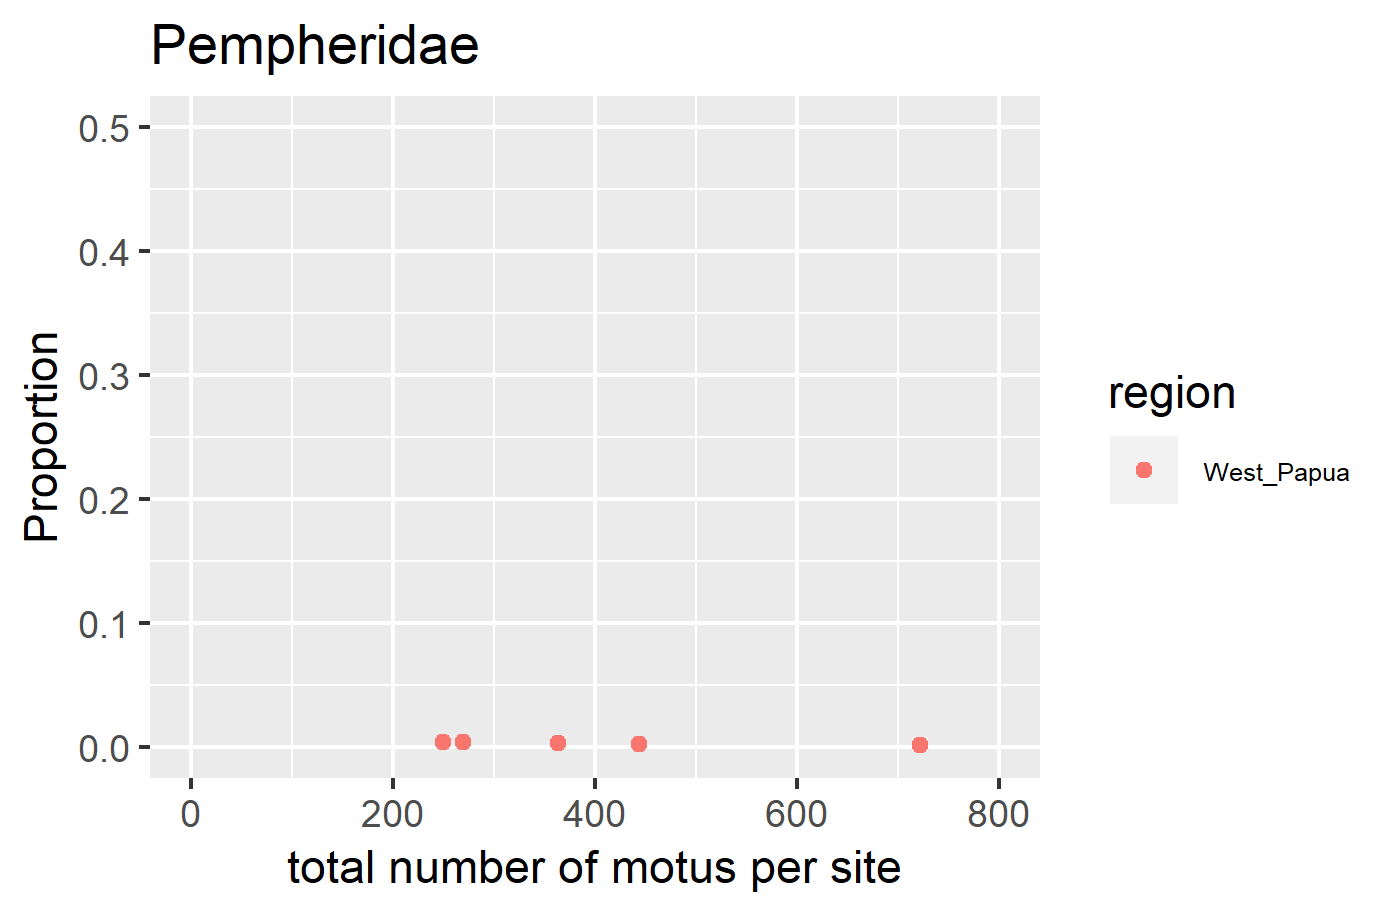 Pempheridae
0.5
0.4
0.3
0.2
0.1
0.0
Proportion
0 200 400 600 800
total number of motus per site
region
West_Papua